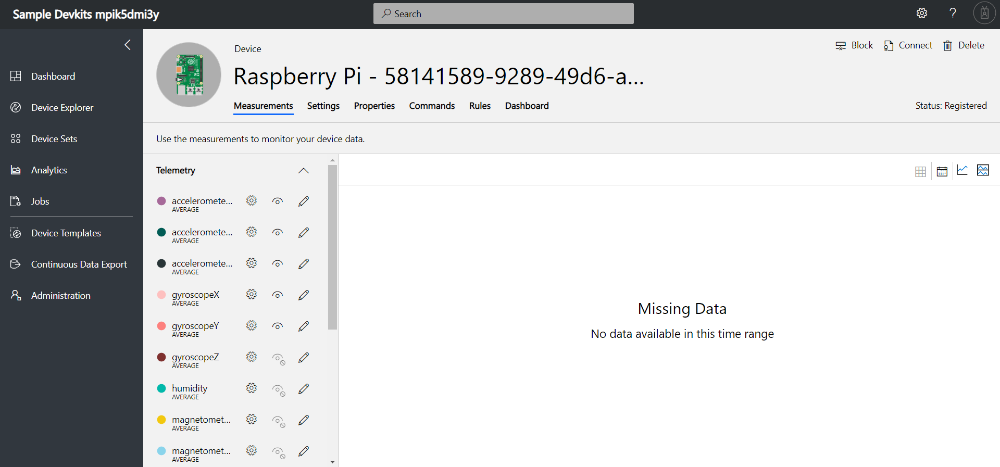 Sample Devkits mpik5dmi3y
Search
Dashboard
Device Explorer
Device Sets
Analytics
Jobs
Device Templates
Continuous Data Export
Administration
Device
Raspberry Pi - 58141589-9289-49d6-a...
Block
Connect
Delete
Measurements
Settings
Properties
Commands
Rules
Dashboard
Status: Registered
Use the measurements to monitor your device data.
Telemetry
acceleromete...
AVERAGE
acceleromete...
AVERAGE
acceleromete...
AVERAGE
gyroscopeX
AVERAGE
gyroscopeY
AVERAGE
gyroscopeZ
AVERAGE
humidity
AVERAGE
magnetomet...
AVERAGE
magnetomet...
AVERAGE
Missing Data
No data available in this time range